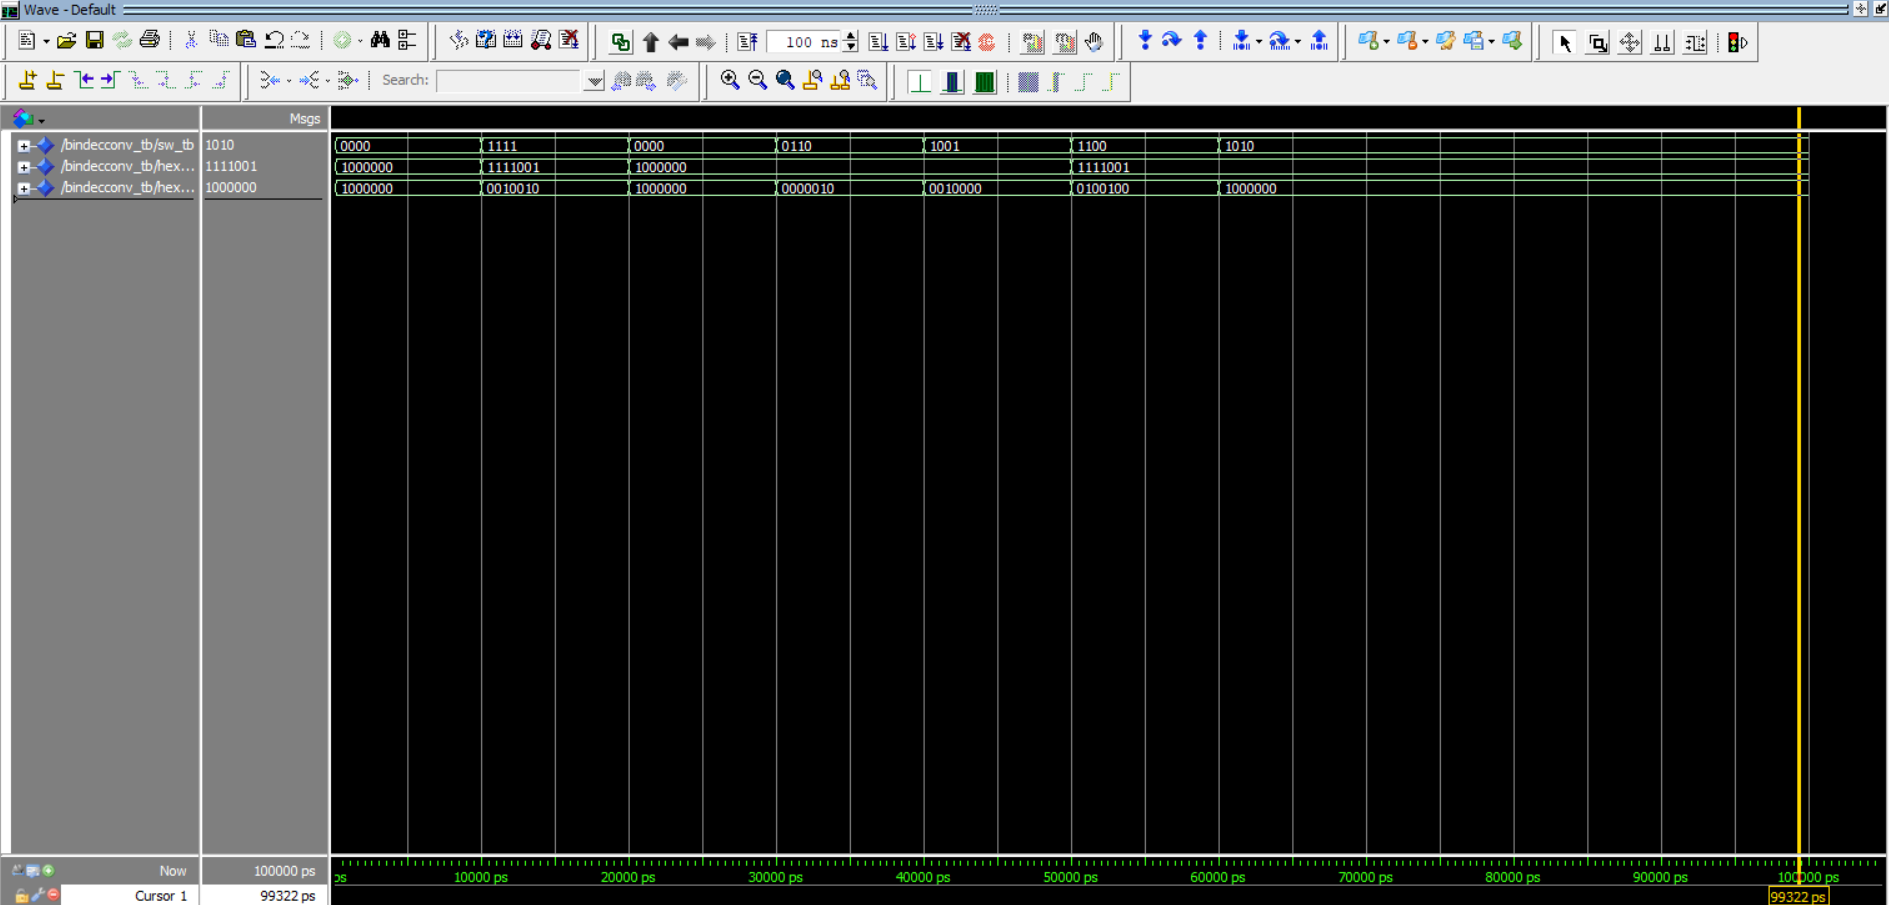 Wave - Default
100 ns
Search:
Msgs
/bindecconv_tb/sw_tb 1010 0000 1111 0000 0110 1001 1100 1010
/bindecconv_tb/hex... 1111001 1000000 1111001 1000000 1111001
/bindecconv_tb/hex... 1000000 1000000 0010010 1000000 0000010 0010000 0100100 1000000
Now 100000 ps ps 10000 ps 20000 ps 30000 ps 40000 ps 50000 ps 60000 ps 70000 ps 80000 ps 90000 ps 100000 ps
Cursor 1 99322 ps 99322 ps